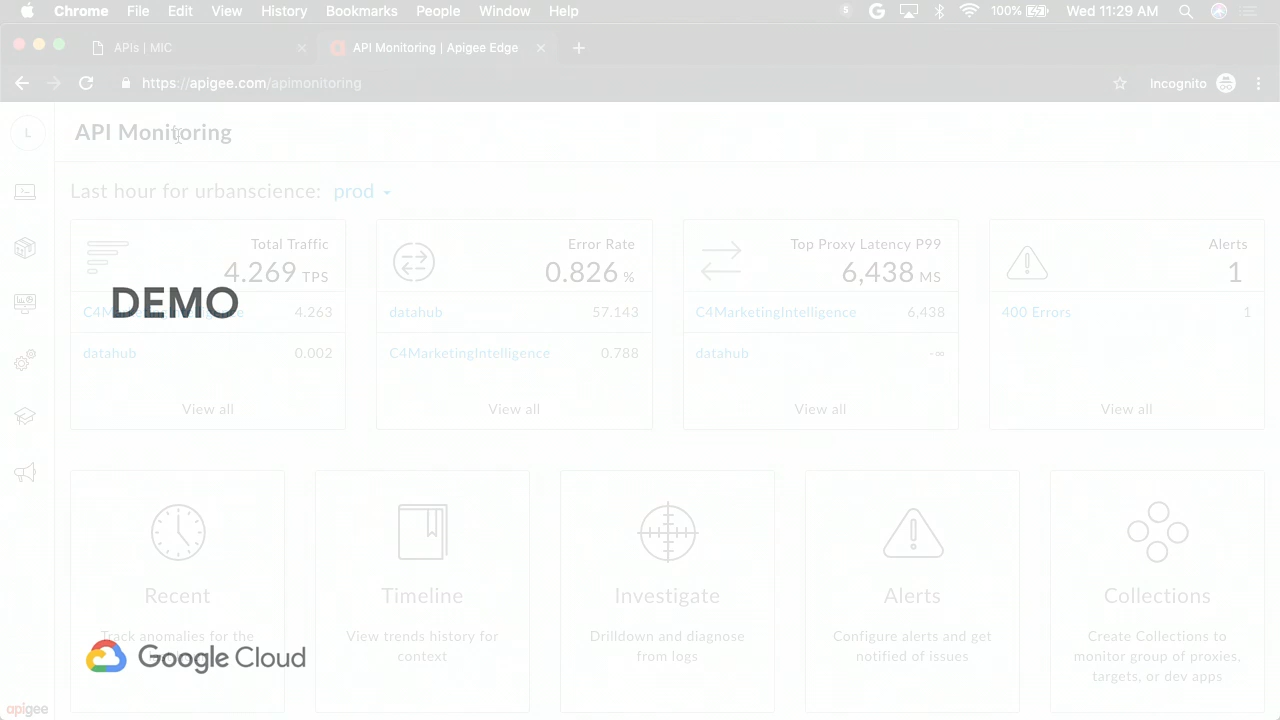 Chrome File Edit View History Bookmarks People Window Help 100% Wed 11:29 AM
APIs | MIC API Monitoring | Apigee Edge
https://apigee.com/apimonitoring Incognito
L API Monitoring
Last hour for urbanscience: prod
Total Traffic
4.269 TPS
C4MarketingIntelligence 4.263
datahub 0.002
View all
Error Rate
0.826 %
datahub 57.143
C4MarketingIntelligence 0.788
View all
Top Proxy Latency P99
6,438 MS
C4MarketingIntelligence 6,438
datahub -∞
View all
Alerts
1
400 Errors 1
View all
DEMO
Recent
Track anomalies for the
Timeline
View trends history for
context
Investigate
Drilldown and diagnose
from logs
Alerts
Configure alerts and get
notified of issues
Collections
Create Collections to
monitor group of proxies,
targets, or dev apps
Google Cloud
apigee